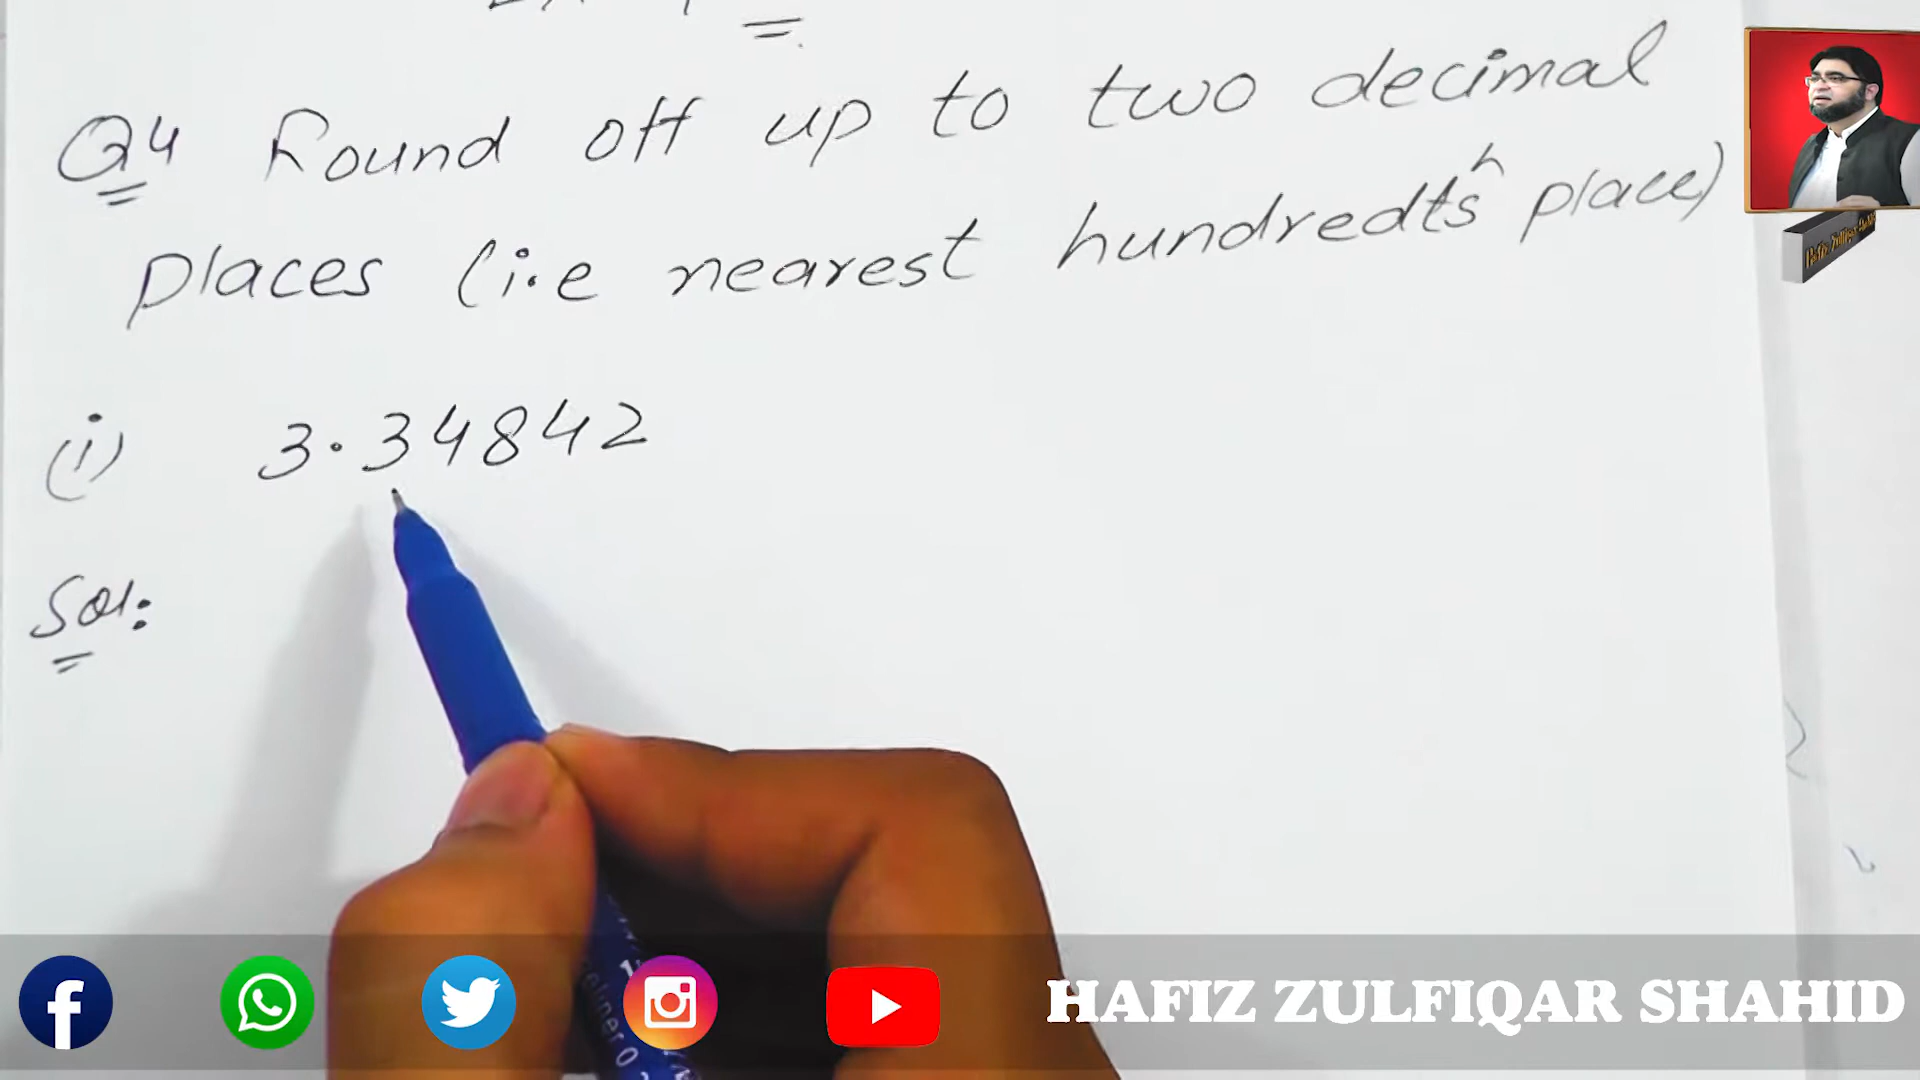 Q4 Round off up to two decimal
places (i.e nearest hundredths place)
(i) 3.34842
Sol:
HAFIZ ZULFIQAR SHAHID